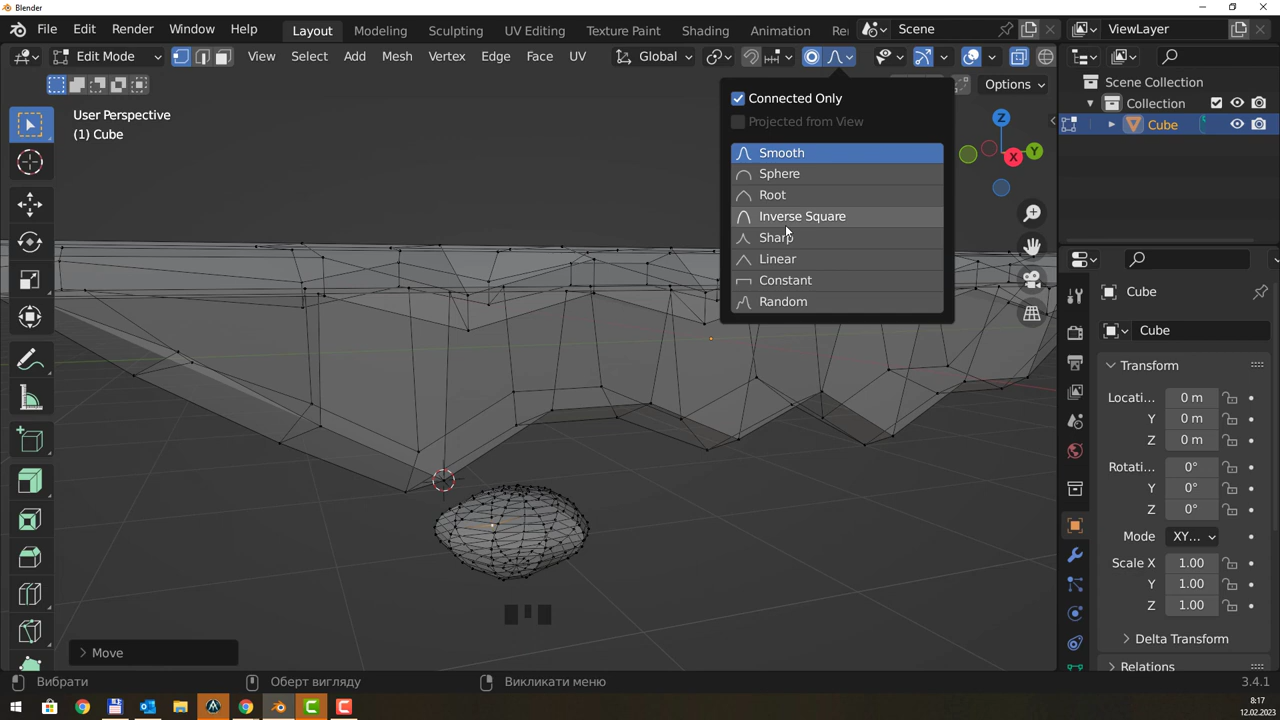 Blender
File Edit Render Window Help
Layout Modeling Sculpting UV Editing Texture Paint Shading Animation Re
Scene
ViewLayer
Edit Mode View Select Add Mesh Vertex Edge Face UV
Global
Options
User Perspective
(1) Cube
Connected Only
Projected from View
Smooth
Sphere
Root
Inverse Square
Sharp
Linear
Constant
Random
Z
X
Y
Scene Collection
Collection
Cube
Cube
Cube
Transform
Locati... 0 m
Y 0 m
Z 0 m
Rotati... 0°
Y 0°
Z 0°
Mode XY...
Scale X 1.00
Y 1.00
Z 1.00
Delta Transform
Relations
Move
Вибрати
Оберт вигляду
Викликати меню
3.4.1
8:17
12.02.2023